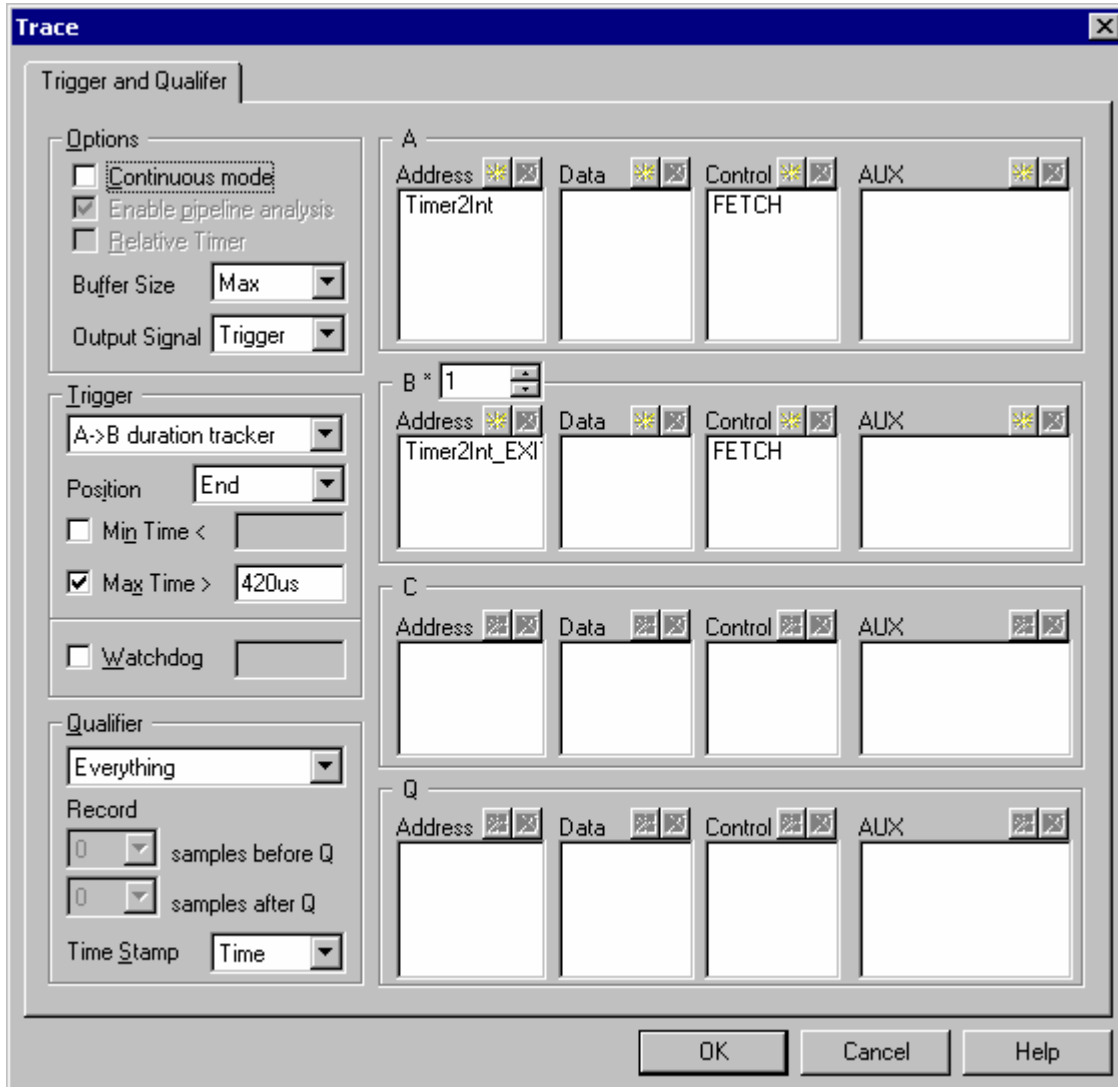 Trace
Trigger and Qualifer
Options
Continuous mode
Enable pipeline analysis
Relative Timer
Buffer Size Max
Output Signal Trigger
Trigger
A->B duration tracker
Position End
Min Time <
Max Time > 420us
Watchdog
Qualifier
Everything
Record
0 samples before Q
0 samples after Q
Time Stamp Time
A
Address Data Control AUX
Timer2Int FETCH
B * 1
Address Data Control AUX
Timer2Int_EXI FETCH
C
Address Data Control AUX
Q
Address Data Control AUX
OK Cancel Help